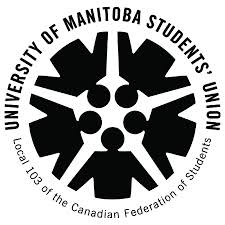 UNIVERSITY OF MANITOBA STUDENTS' UNION
Local 103 of the Canadian Federation of Students